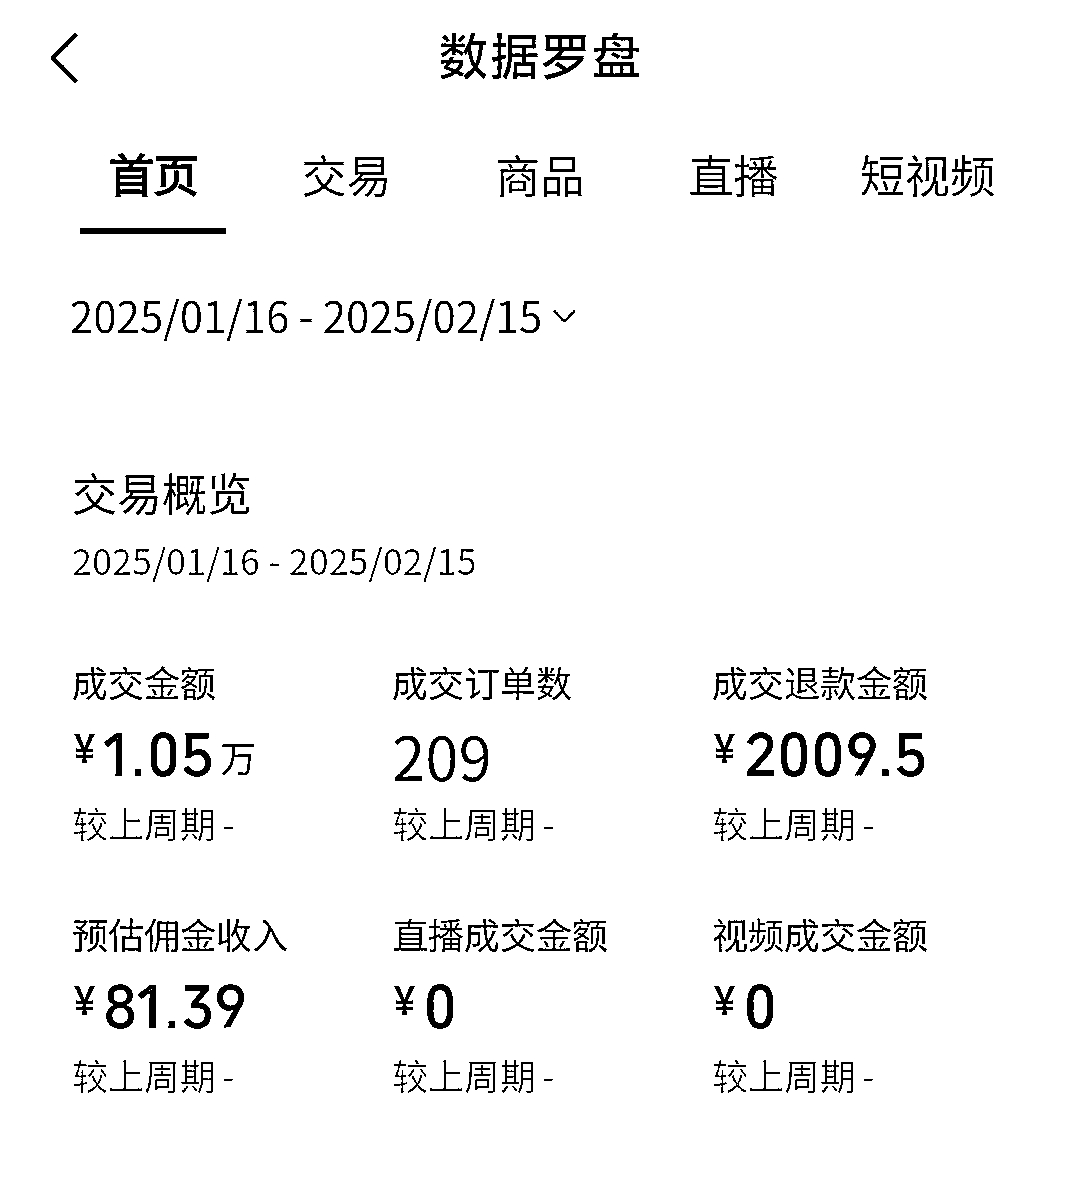 数据罗盘
首页 交易 商品 直播 短视频
2025/01/16 - 2025/02/15
交易概览
2025/01/16 - 2025/02/15
成交金额 成交订单数 成交退款金额
¥1.05万 209 ¥2009.5
较上周期 - 较上周期 - 较上周期 -
预估佣金收入 直播成交金额 视频成交金额
¥81.39 ¥0 ¥0
较上周期 - 较上周期 - 较上周期 -